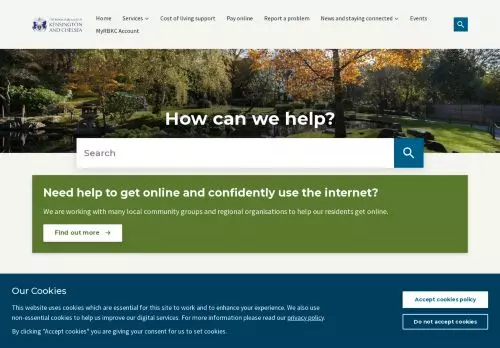 THE ROYAL BOROUGH OF
KENSINGTON
AND CHELSEA
Home Services Cost of living support Pay online Report a problem News and staying connected Events
MyRBKC Account
How can we help?
Search
Need help to get online and confidently use the internet?
We are working with many local community groups and regional organisations to help our residents get online.
Find out more →
Our Cookies
This website uses cookies which are essential for this site to work and to enhance your experience. We also use
non-essential cookies to help us improve our digital services. For more information please read our privacy policy.
By clicking "Accept cookies" you are giving your consent for us to set cookies.
Accept cookies policy
Do not accept cookies